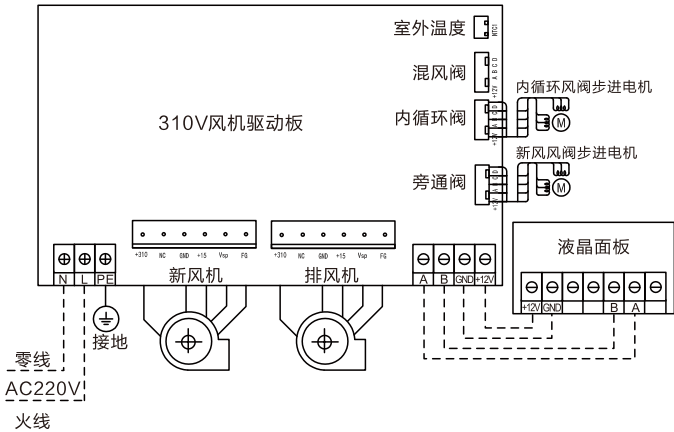 室外温度
NTC1
混风阀
+12V A B C D
内循环阀
+12V A B C D
内循环风阀步进电机
M
310V风机驱动板
新风风阀步进电机
旁通阀
+12V A B C D
M
+310 NC GND +15 Vsp FG
+310 NC GND +15 Vsp FG
液晶面板
新风机
排风机
N L PE
A B GND +12V
+12V GND B A
接地
零线
AC220V
火线